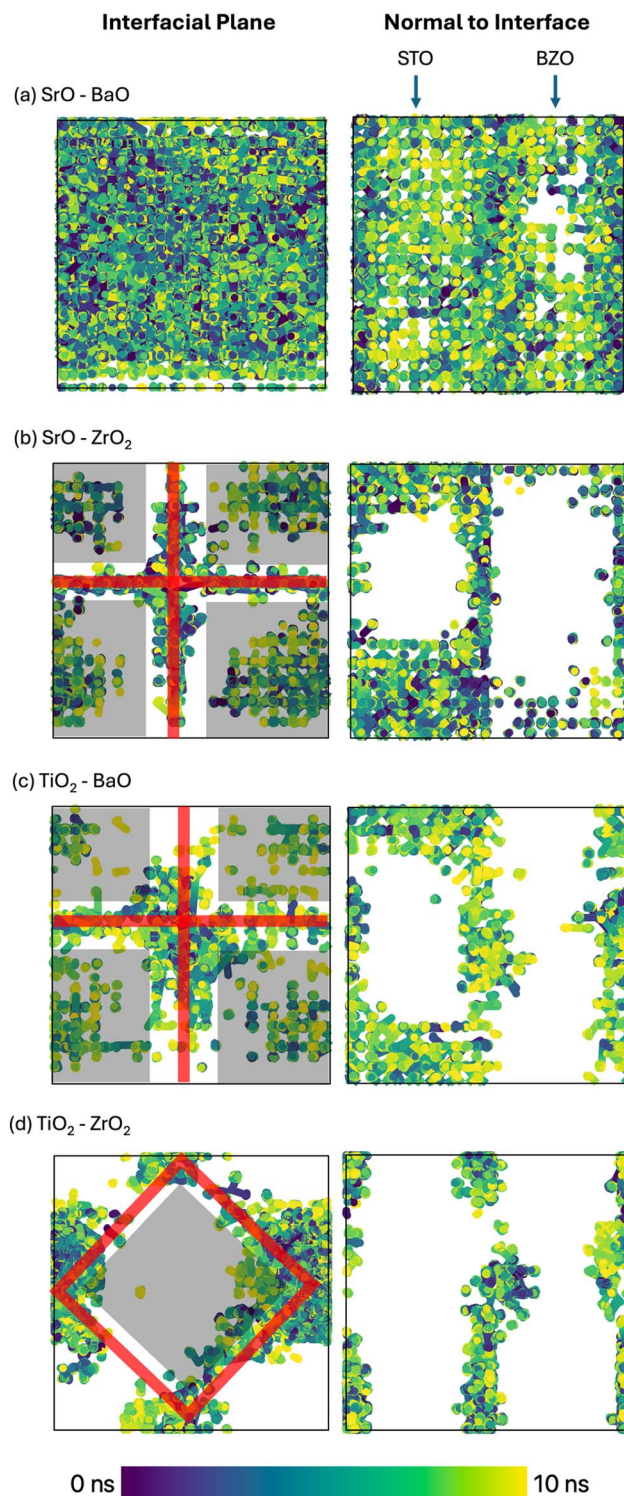 Interfacial Plane
Normal to Interface
STO
BZO
(a) SrO - BaO
(b) SrO - ZrO₂
(c) TiO₂ - BaO
(d) TiO₂ - ZrO₂
0 ns
10 ns